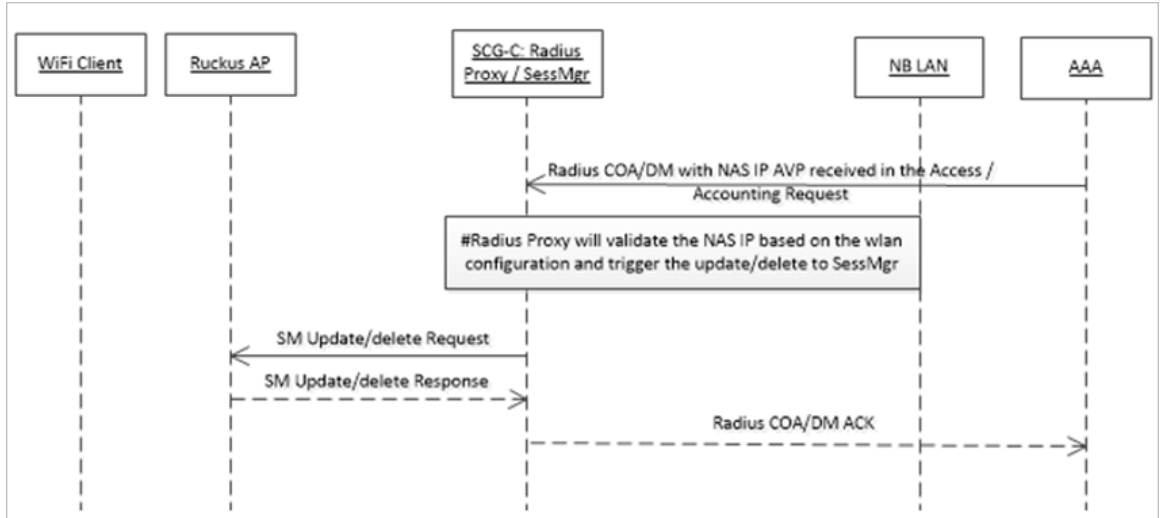 WiFi Client
Ruckus AP
SCG-C: Radius
Proxy / SessMgr
NB LAN
AAA
Radius COA/DM with NAS IP AVP received in the Access /
Accounting Request
#Radius Proxy will validate the NAS IP based on the wlan
configuration and trigger the update/delete to SessMgr
SM Update/delete Request
SM Update/delete Response
Radius COA/DM ACK